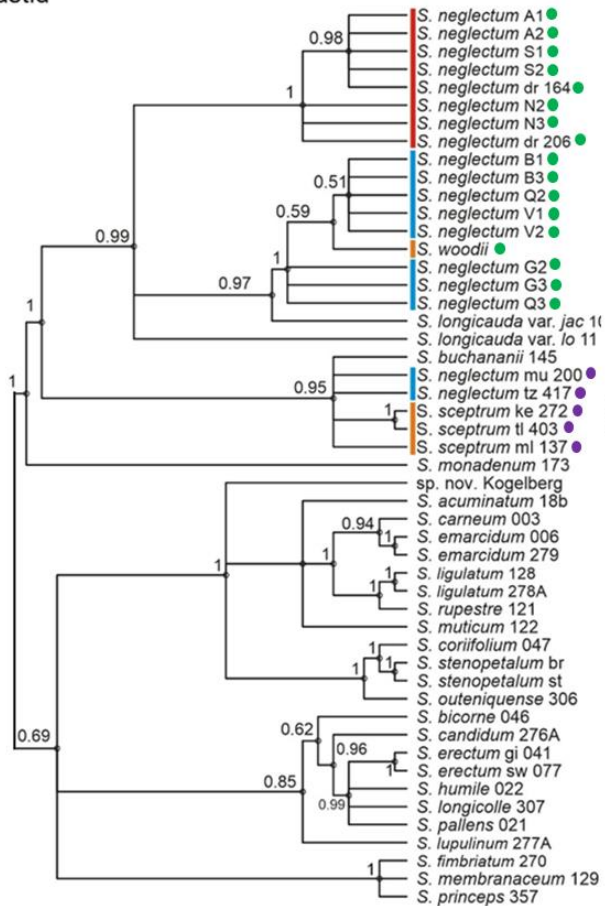 S. neglectum A1
0.98
S. neglectum A2
S. neglectum S1
S. neglectum S2
1
S. neglectum dr 164
S. neglectum N2
S. neglectum N3
S. neglectum dr 206
S. neglectum B1
0.51
S. neglectum B3
S. neglectum Q2
0.59
S. neglectum V1
S. neglectum V2
0.99
S. woodii
1
S. neglectum G2
0.97
S. neglectum G3
S. neglectum Q3
1
S. longicauda var. jac
S. longicauda var. lo 11
S. buchananii 145
1
0.95
S. neglectum mu 200
S. neglectum tz 417
1
S. sceptrum ke 272
S. sceptrum tl 403
S. sceptrum ml 137
S. monadenum 173
sp. nov. Kogelberg
S. acuminatum 18b
0.94
S. carneum 003
1
S. emarcidum 006
1
1
S. emarcidum 279
1
S. ligulatum 128
1
S. ligulatum 278A
S. rupestre 121
S. muticum 122
1
S. coriifolium 047
1
1
S. stenopetalum br
S. stenopetalum st
S. outeniquense 306
0.69
0.62
S. bicorne 046
S. candidum 276A
0.96
S. erectum gi 041
0.85
1
S. erectum sw 077
0.99
S. humile 022
S. longicolle 307
S. pallens 021
S. lupulinum 277A
1
S. fimbriatum 270
S. membranaceum 129
S. princeps 357